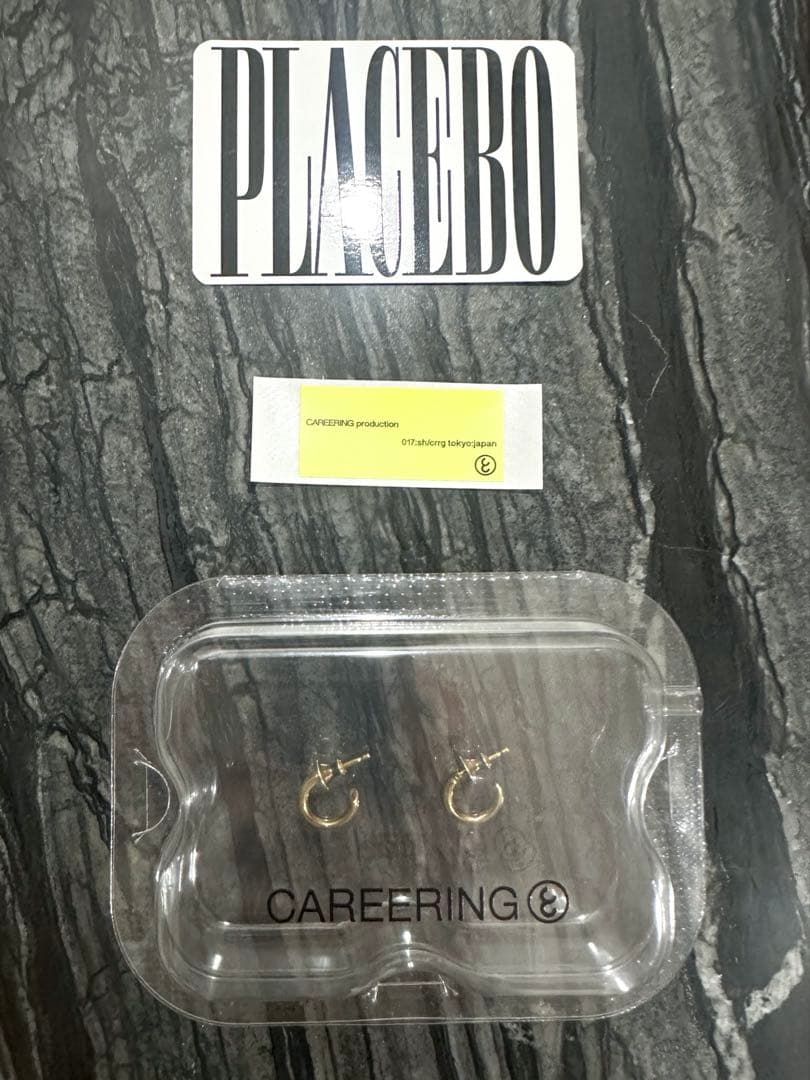 PLACEBO
CAREERING production
017:sh/crrg tokyo:japan
CAREERING